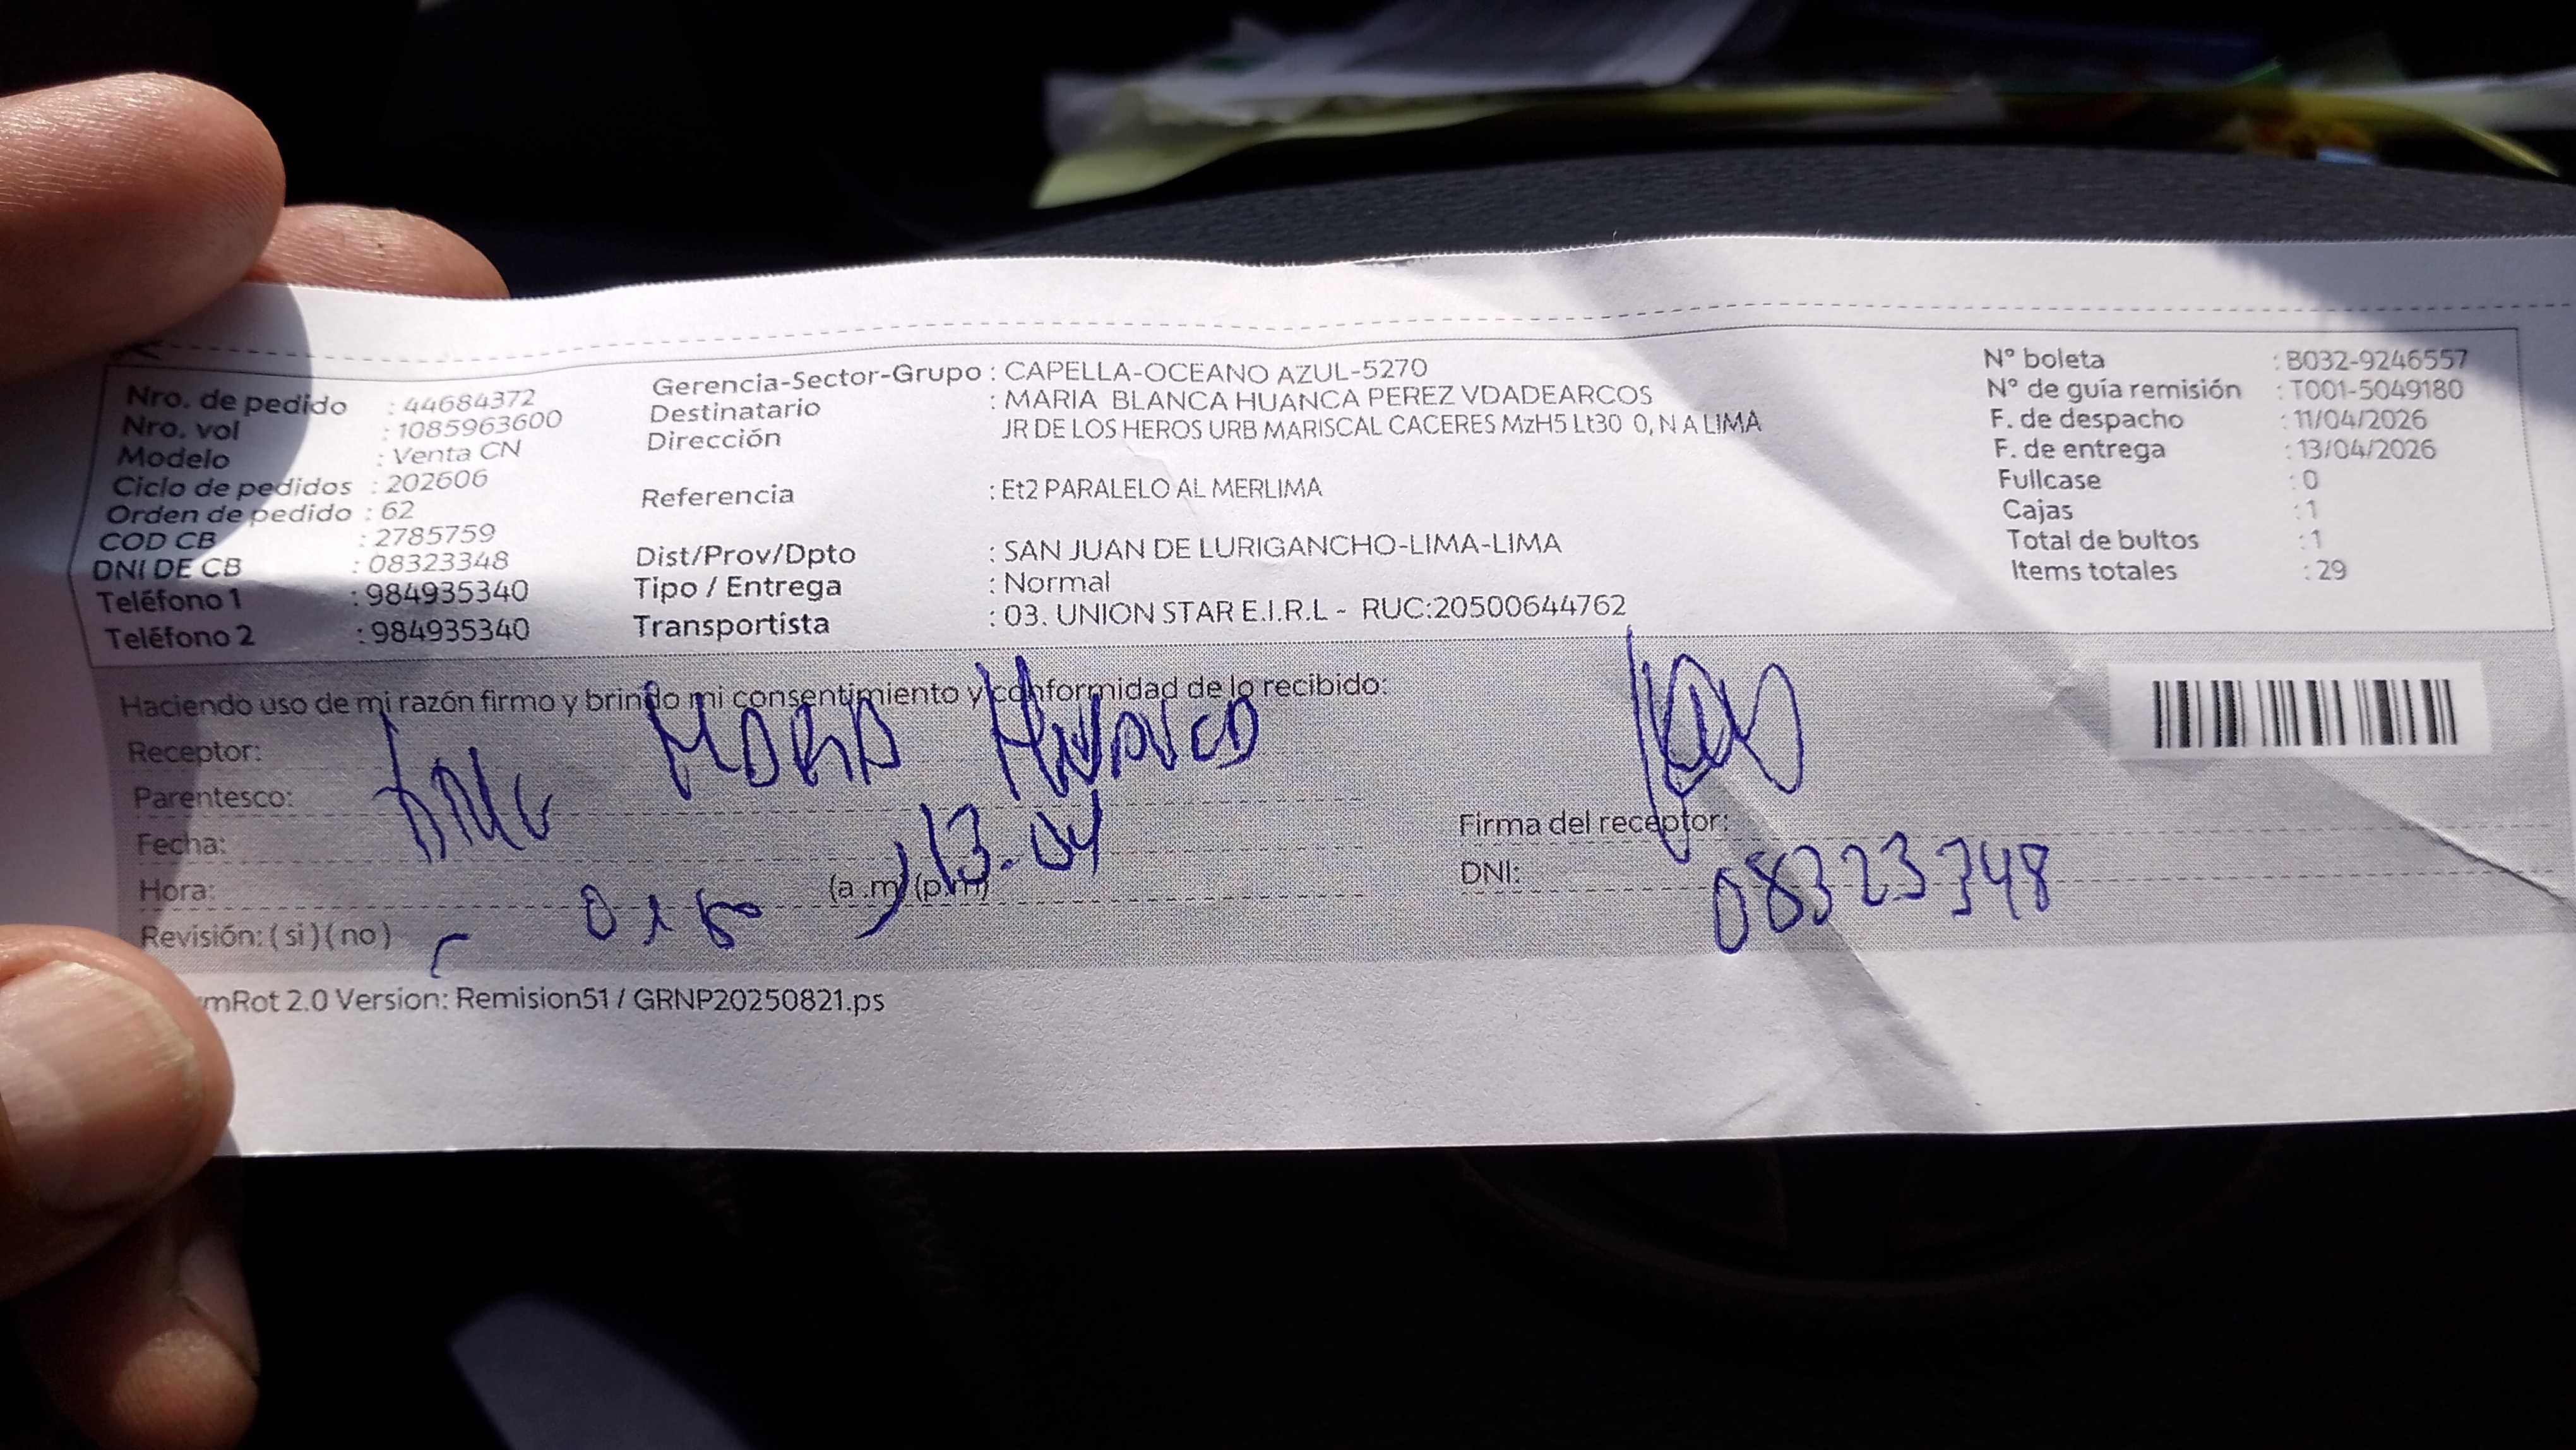 Nro. de pedido : 44684372
Nro. vol : 1085963600
Modelo : Venta CN
Ciclo de pedidos : 202606
Orden de pedido : 62
COD CB : 2785759
DNI DE CB : 08323348
Teléfono 1 : 984935340
Teléfono 2 : 984935340
Gerencia-Sector-Grupo : CAPELLA-OCEANO AZUL-5270
Destinatario : MARIA BLANCA HUANCA PEREZ VDADEARCOS
Dirección JR DE LOS HEROS URB MARISCAL CACERES MzH5 Lt30 0, N A LIMA
Referencia : Et2 PARALELO AL MERLIMA
Dist/Prov/Dpto : SAN JUAN DE LURIGANCHO-LIMA-LIMA
Tipo / Entrega : Normal
Transportista : 03. UNION STAR E.I.R.L - RUC:20500644762
Nº boleta : B032-9246557
Nº de guía remisión : T001-5049180
F. de despacho : 11/04/2026
F. de entrega : 13/04/2026
Fullcase : 0
Cajas : 1
Total de bultos : 1
Items totales : 29
Haciendo uso de mi razón firmo y brindo mi consentimiento y conformidad de lo recibido:
Receptor:
Parentesco:
Fecha: 13.04
Hora: (a.m) (p.m)
Revisión: ( si ) ( no )
Firma del receptor:
DNI: 08323348
mRot 2.0 Version: Remision51 / GRNP20250821.ps